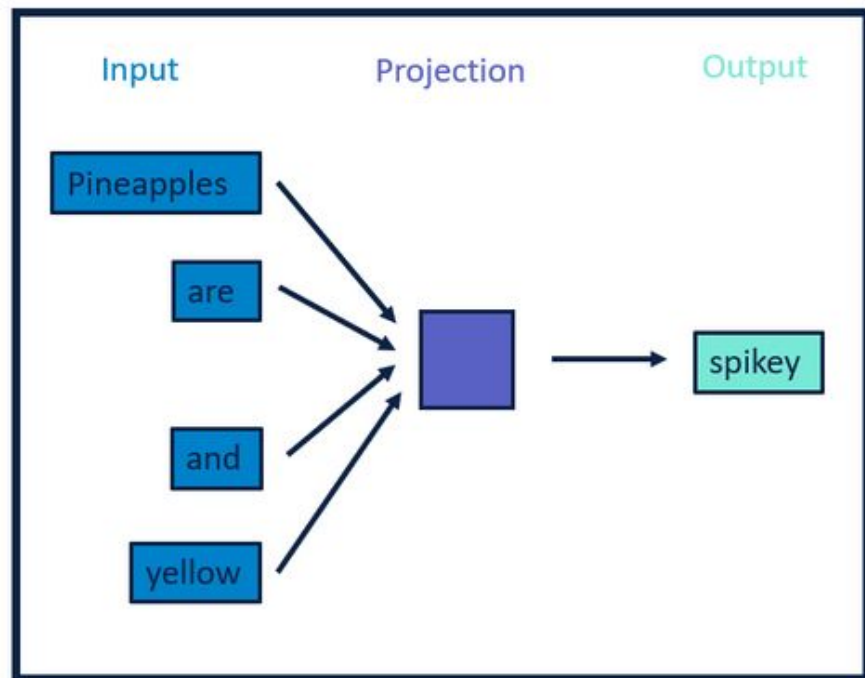 Input Projection Output
Pineapples
are
spikey
and
yellow